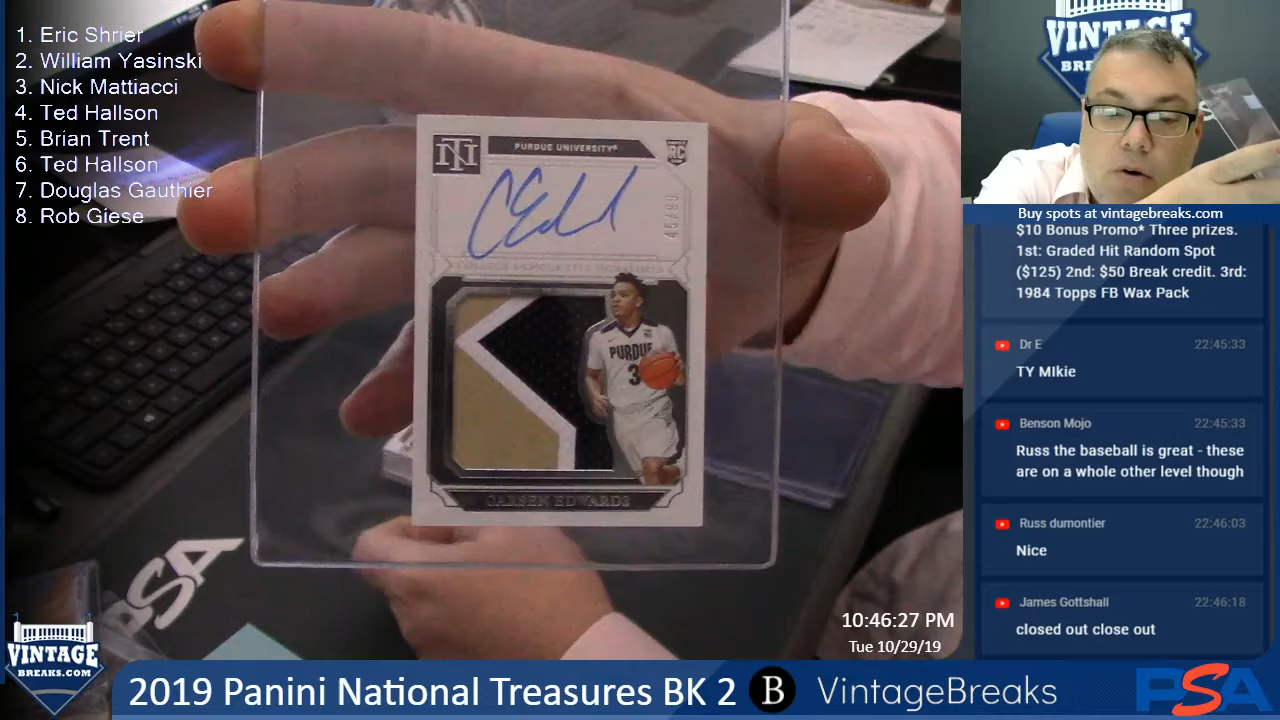 1. Eric Shrier
2. William Yasinski
3. Nick Mattiacci
4. Ted Hallson
5. Brian Trent
6. Ted Hallson
7. Douglas Gauthier
8. Rob Giese
NT
PURDUE UNIVERSITY
RC
PURDUE
3
CARSEN EDWARDS
PSA
VINTAGE
Buy spots at vintagebreaks.com
$10 Bonus Promo* Three prizes.
1st: Graded Hit Random Spot
($125) 2nd: $50 Break credit. 3rd:
1984 Topps FB Wax Pack
Dr E 22:45:33
TY MIkie
Benson Mojo 22:45:33
Russ the baseball is great - these
are on a whole other level though
Russ dumontier 22:46:03
Nice
James Gottshall 22:46:18
closed out close out
10:46:27 PM
Tue 10/29/19
VINTAGE
BREAKS.COM
2019 Panini National Treasures BK 2 B VintageBreaks PSA